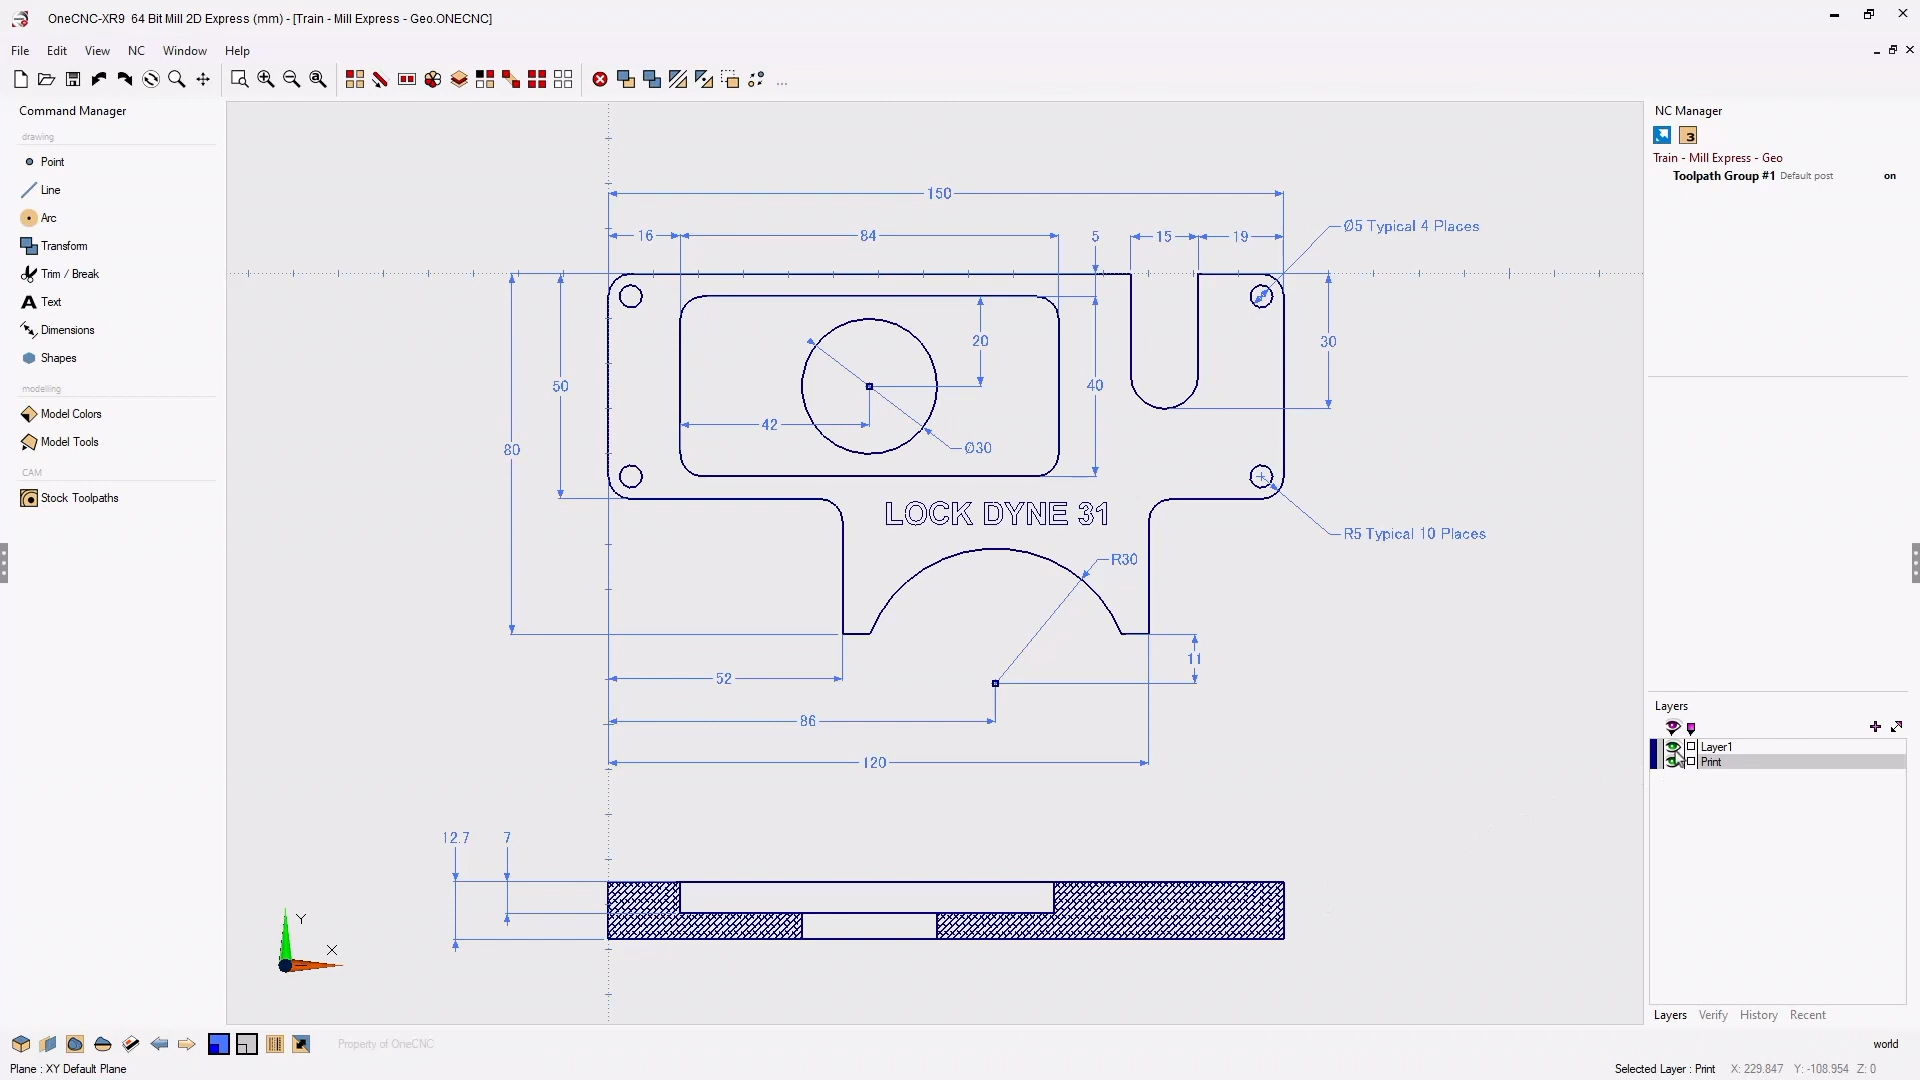 OneCNC-XR9  64 Bit Mill 2D Express (mm) - [Train - Mill Express - Geo.ONECNC]
File Edit View NC Window Help
...
Command Manager
drawing
Point
Line
Arc
Transform
Trim / Break
A Text
Dimensions
Shapes
modelling
Model Colors
Model Tools
CAM
Stock Toolpaths
150
16 84 5 15 19
Ø5 Typical 4 Places
20
30
50
40
42
Ø30
80
LOCK DYNE 31
R5 Typical 10 Places
R30
11
52
86
120
12.7 7
Y
X
NC Manager
3
Train - Mill Express - Geo
Toolpath Group #1 Default post on
Layers
Layer1
Print
Layers Verify History Recent
Property of OneCNC
world
Plane : XY Default Plane
Selected Layer : Print X: 229.847 Y: -108.954 Z: 0